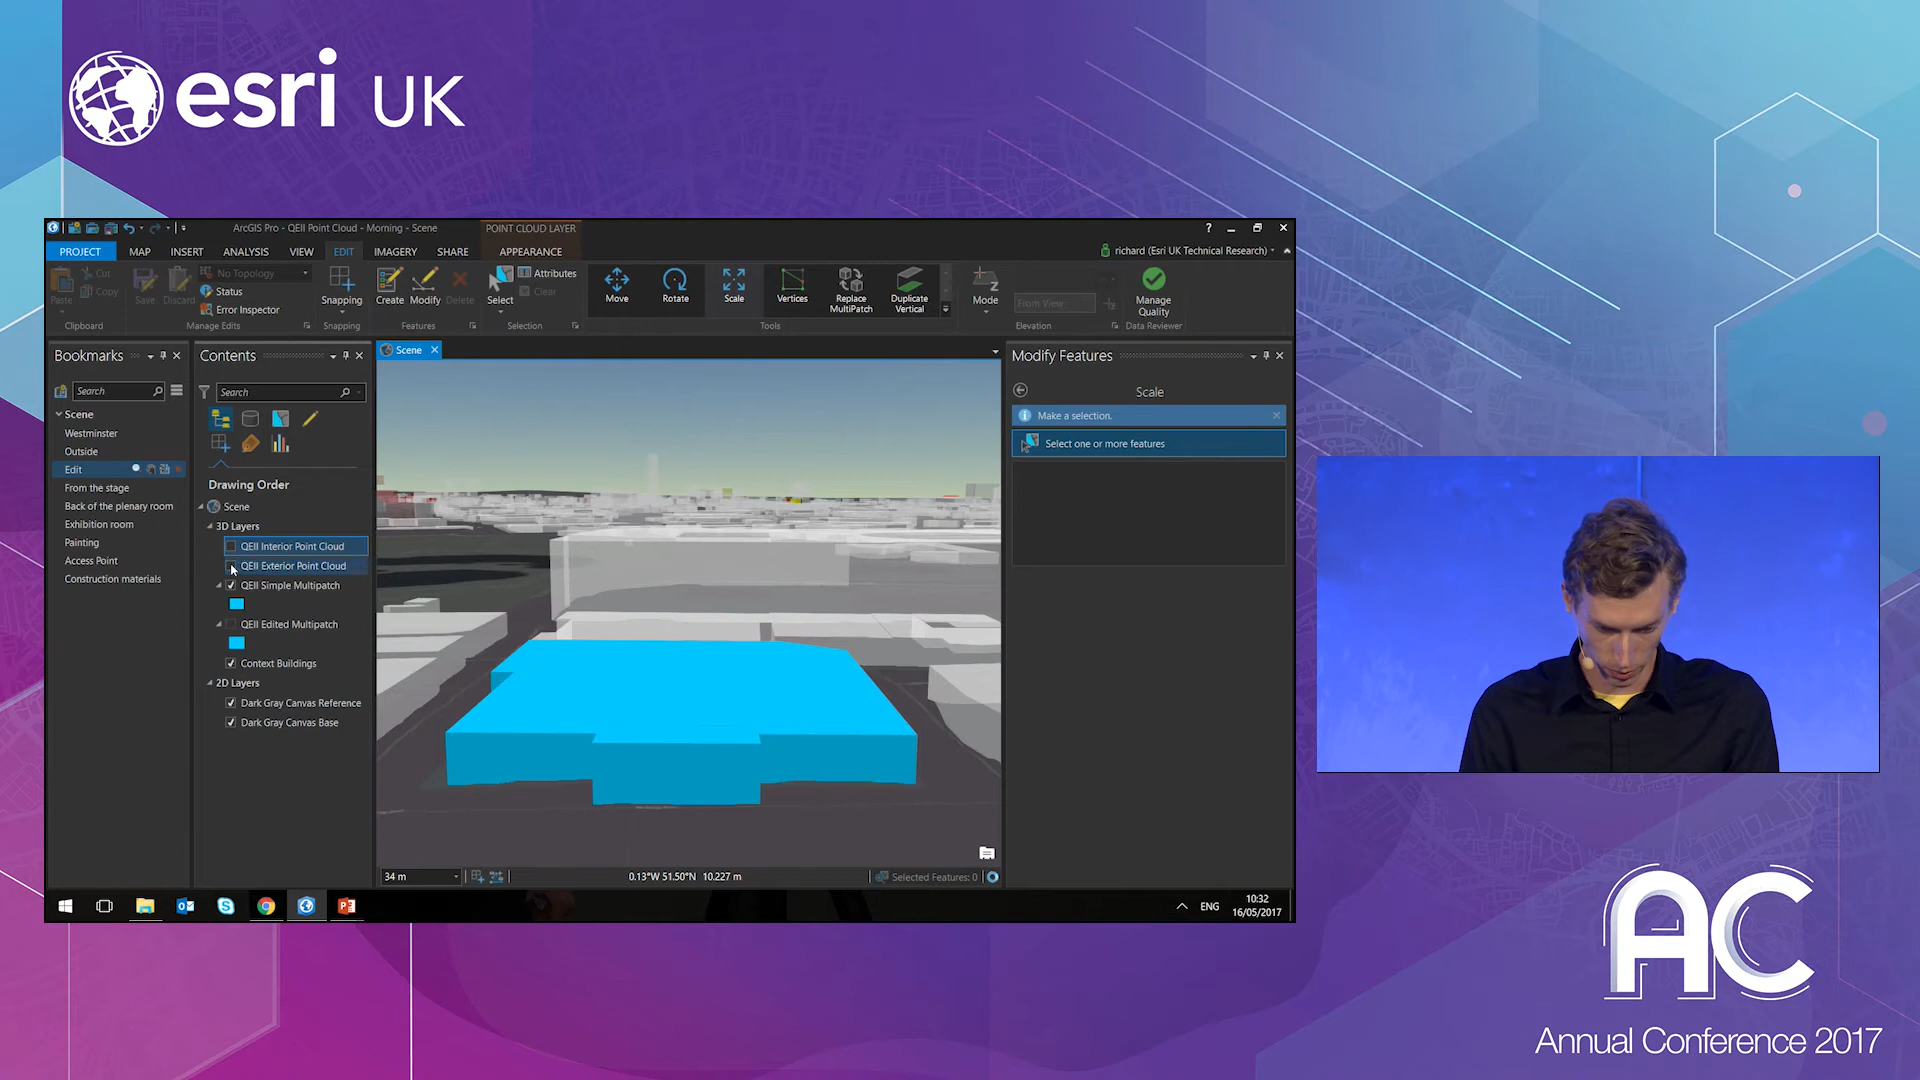 esri UK
ArcGIS Pro - QEII Point Cloud - Morning - Scene
POINT CLOUD LAYER
PROJECT
MAP
INSERT
ANALYSIS
VIEW
EDIT
IMAGERY
SHARE
APPEARANCE
richard (Esri UK Technical Research)
Paste
Cut
Copy
Clipboard
Save
Discard
No Topology
Status
Error Inspector
Manage Edits
Snapping
Snapping
Create
Modify
Delete
Features
Select
Attributes
Clear
Selection
Move
Rotate
Scale
Vertices
Replace
MultiPatch
Duplicate
Vertical
Tools
Mode
From View
Elevation
Manage
Quality
Data Reviewer
Bookmarks
Search
Scene
Westminster
Outside
Edit
From the stage
Back of the plenary room
Exhibition room
Painting
Access Point
Construction materials
Contents
Search
Drawing Order
Scene
3D Layers
QEII Interior Point Cloud
QEII Exterior Point Cloud
QEII Simple Multipatch
QEII Edited Multipatch
Context Buildings
2D Layers
Dark Gray Canvas Reference
Dark Gray Canvas Base
Scene
34 m
0.13°W 51.50°N 10.227 m
Selected Features: 0
Modify Features
Scale
Make a selection.
Select one or more features
ENG
10:32
16/05/2017
AC
Annual Conference 2017